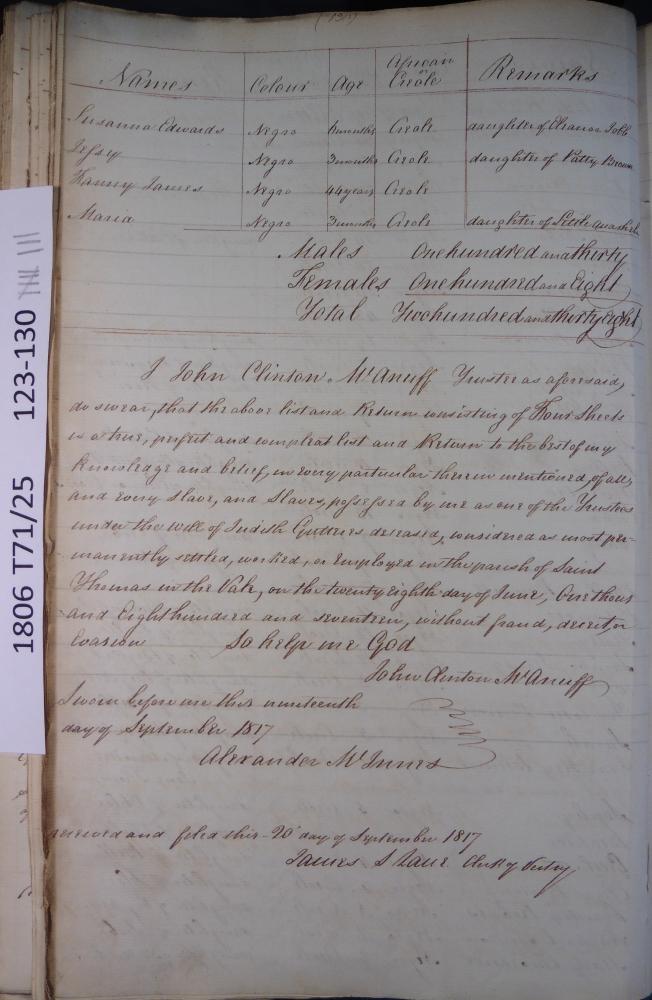 (131)
Names Colour Age African or Creole Remarks
Susanna Edwards Negro 6 months Creole daughter of Eleanor Jobb
Jessy Negro 3 months Creole daughter of Patty Brown
Fanny James Negro 44 years Creole
Maria Negro 3 months Creole daughter of Little Quasheba
Males One hundred and thirty
Females One hundred and Eight
Total Two hundred and thirty Eight
I John Clinton McAnuff Trustee as aforesaid,
do swear, that the above list and Return consisting of Four Sheets
is a true, perfect and compleat list and Return to the best of my
knowledge and belief, in every particular therein mentioned, of all,
and every slave, and slaves, possessed by me as one of the Trustees
under the will of Judith Gutteres deceased, considered as most per-
manently settled, worked, or employed in the parish of Saint
Thomas in the Vale, on the twenty eighth day of June, One thous
and Eight hundred and seventeen, without fraud, deceit, or
Evasion So help me God
John Clinton McAnuff
Sworn before me this nineteenth
day of September 1817
Alexander McInnes
received and filed this 20 day of September 1817
James S Lane Clk of Vestry
1806 T71/25 123-130